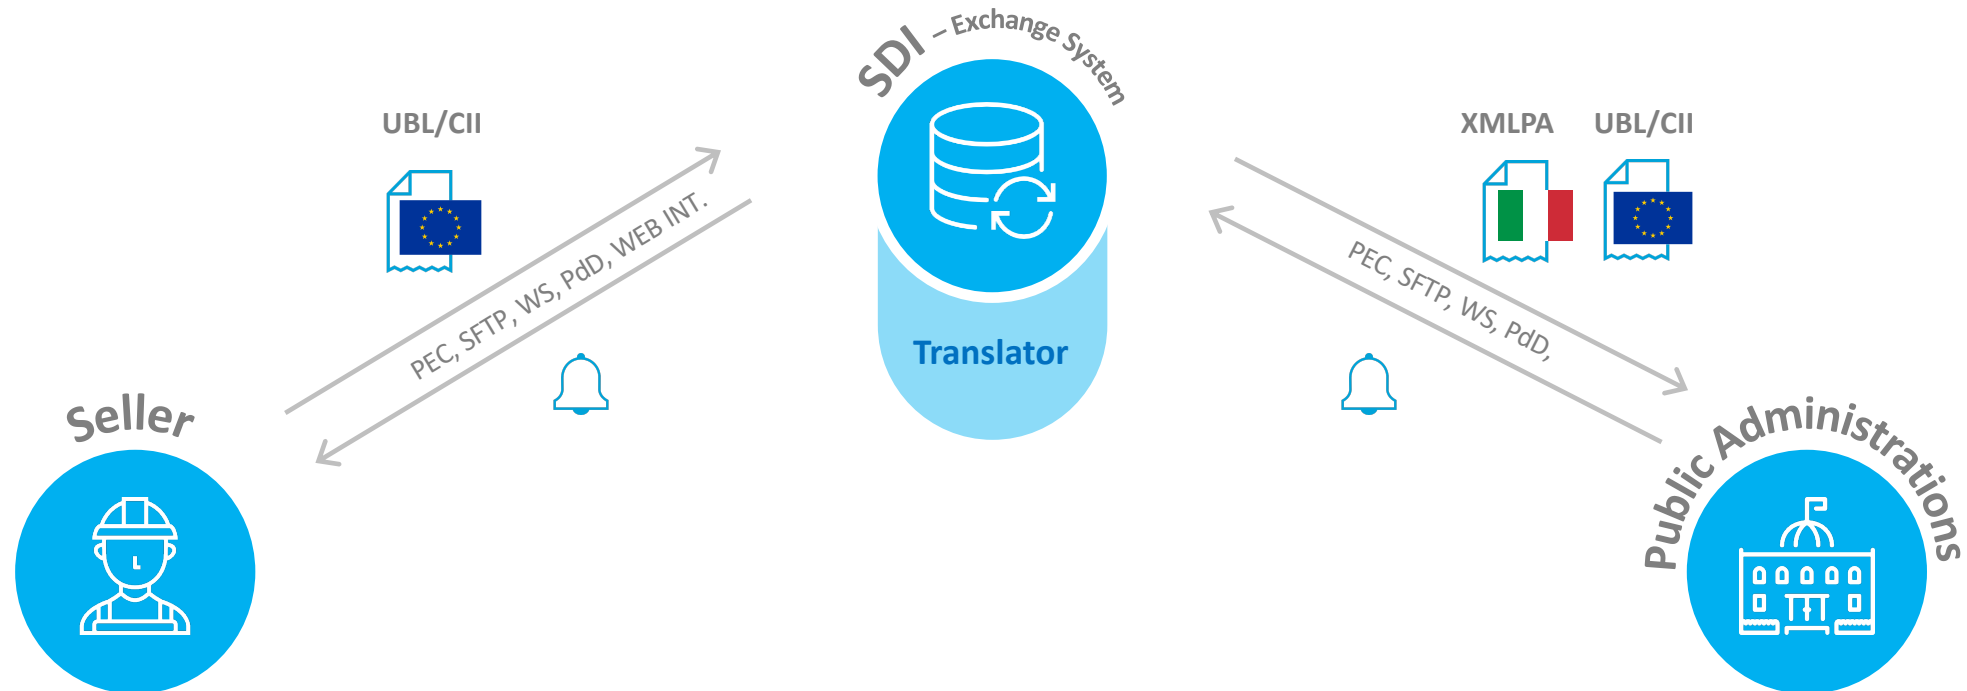 SDI – Exchange System
UBL/CII
XMLPA
UBL/CII
PEC, SFTP, WS, PdD, WEB INT.
PEC, SFTP, WS, PdD,
Translator
Seller
Public Administrations